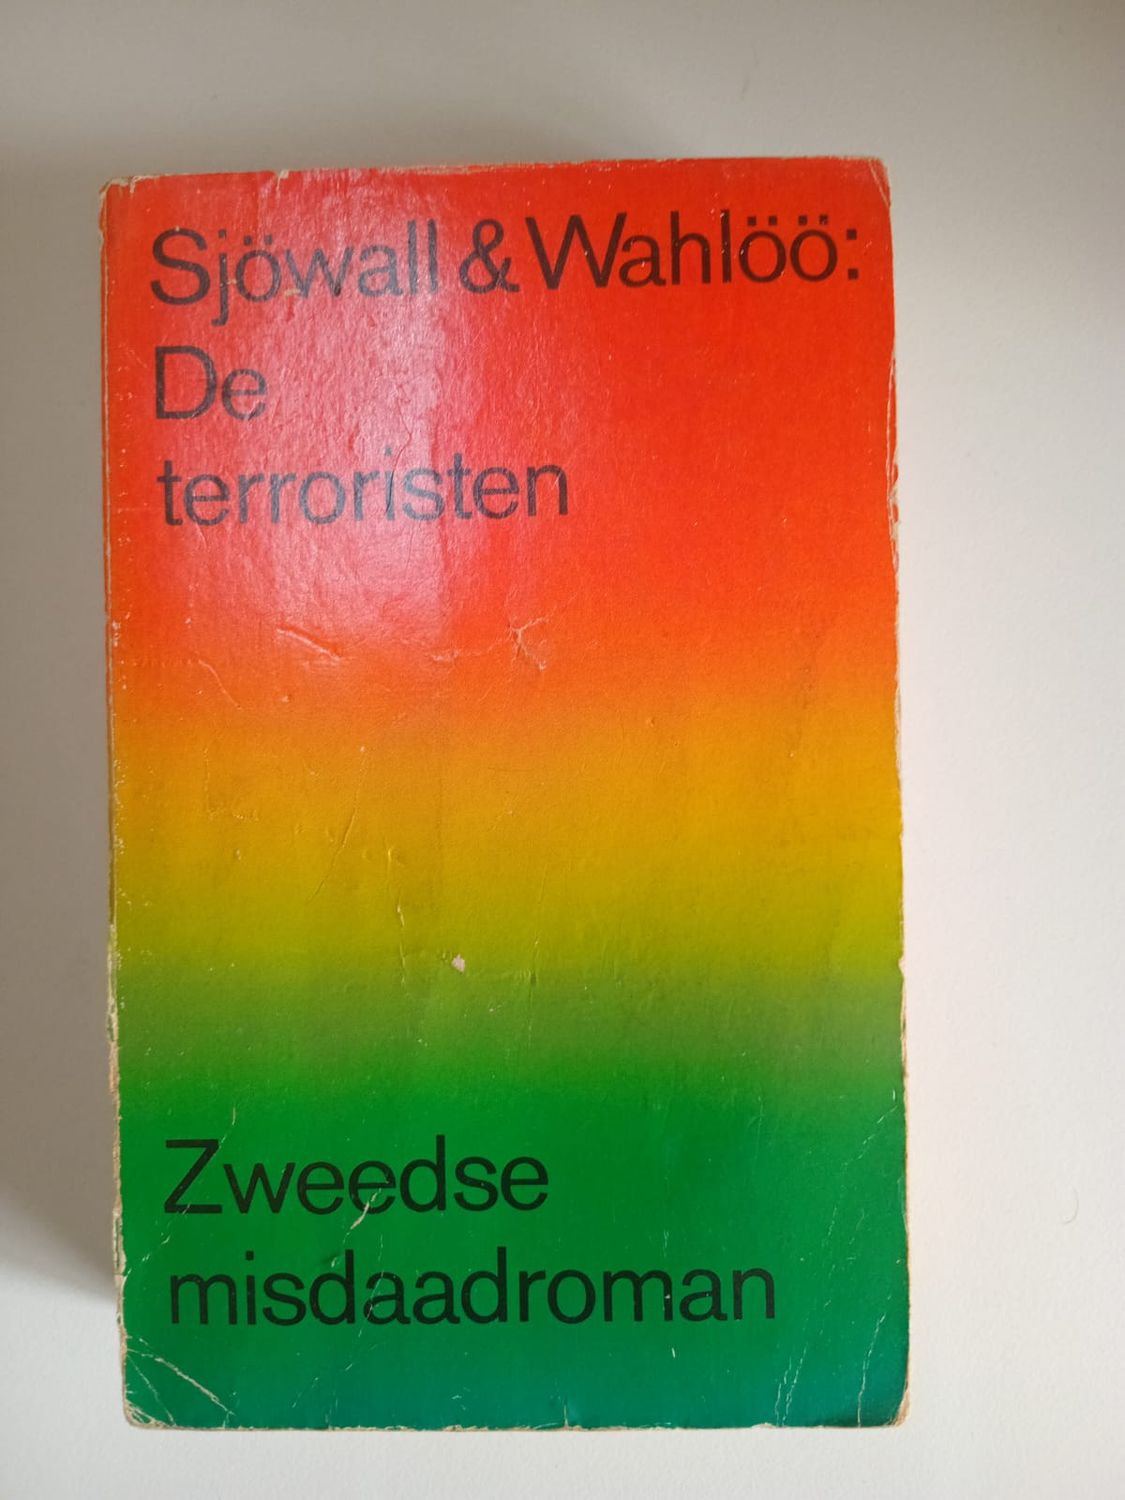 Sjöwall & Wahlöö:
De
terroristen
Zweedse
misdaadroman